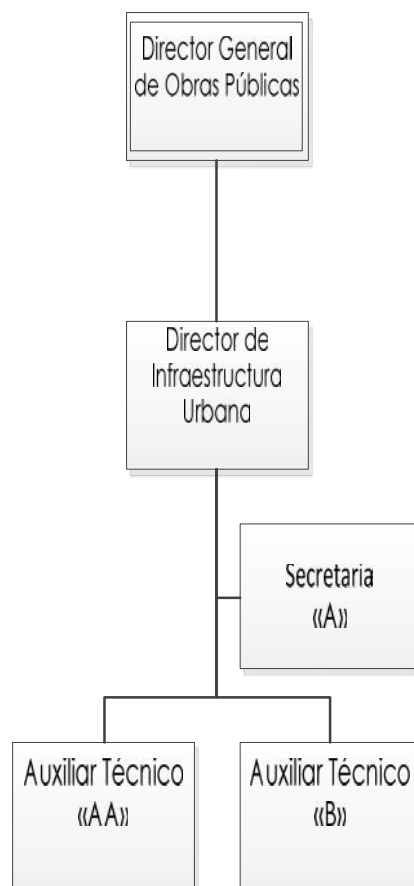 Director General
de Obras Públicas
Director de
Infraestructura
Urbana
Secretaria
«A»
Auxiliar Técnico
«AA»
Auxiliar Técnico
«B»